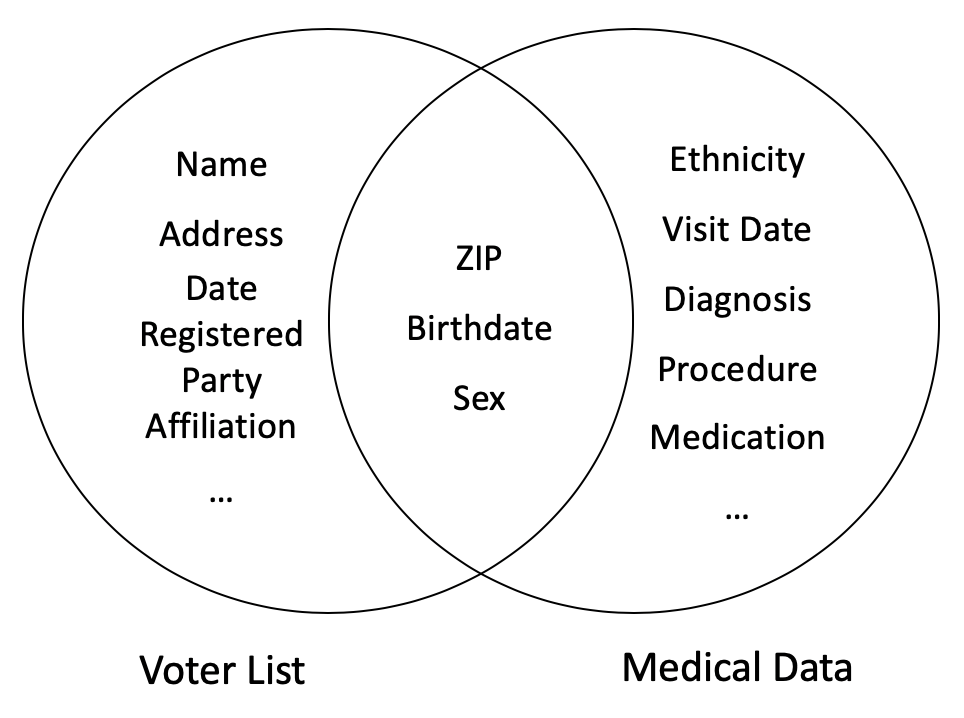 Name
Address
Date
Registered
Party
Affiliation
...
ZIP
Birthdate
Sex
Ethnicity
Visit Date
Diagnosis
Procedure
Medication
...
Voter List
Medical Data